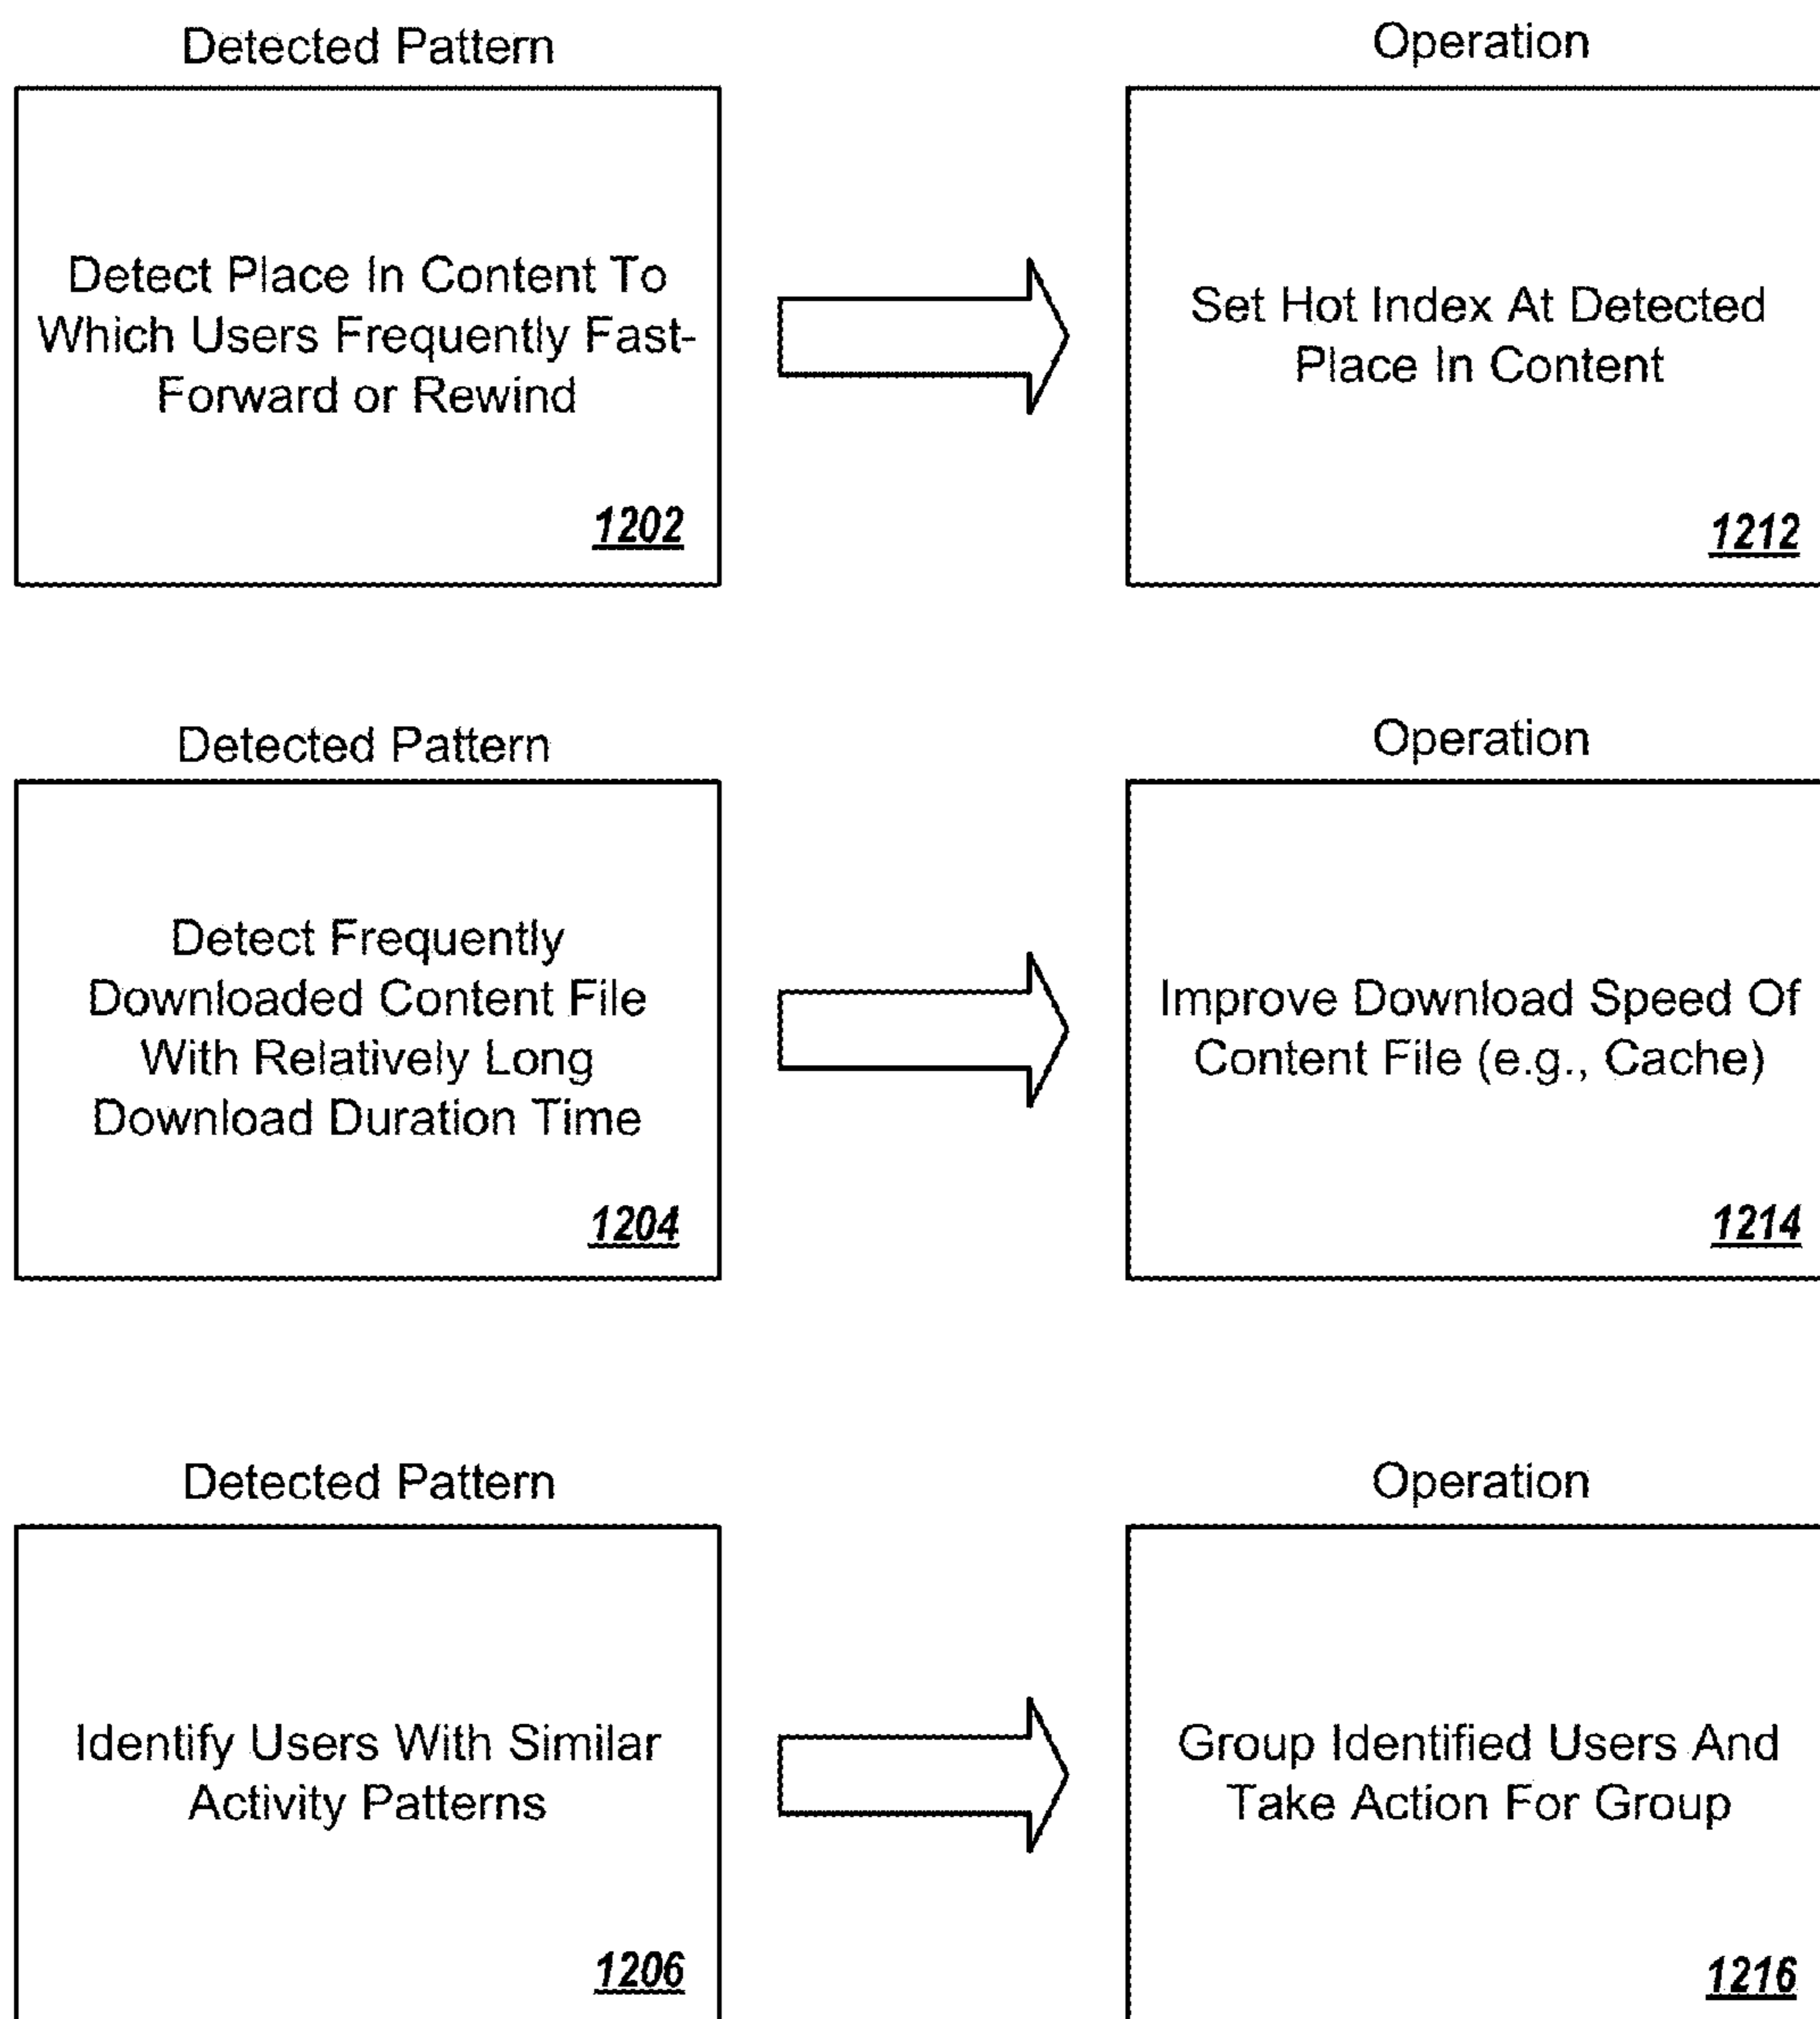 Detected Pattern
Operation
Detect Place In Content To
Which Users Frequently Fast-
Forward or Rewind
1202
Set Hot Index At Detected
Place In Content
1212
Detected Pattern
Operation
Detect Frequently
Downloaded Content File
With Relatively Long
Download Duration Time
1204
Improve Download Speed Of
Content File (e.g., Cache)
1214
Detected Pattern
Operation
Identify Users With Similar
Activity Patterns
1206
Group Identified Users And
Take Action For Group
1216